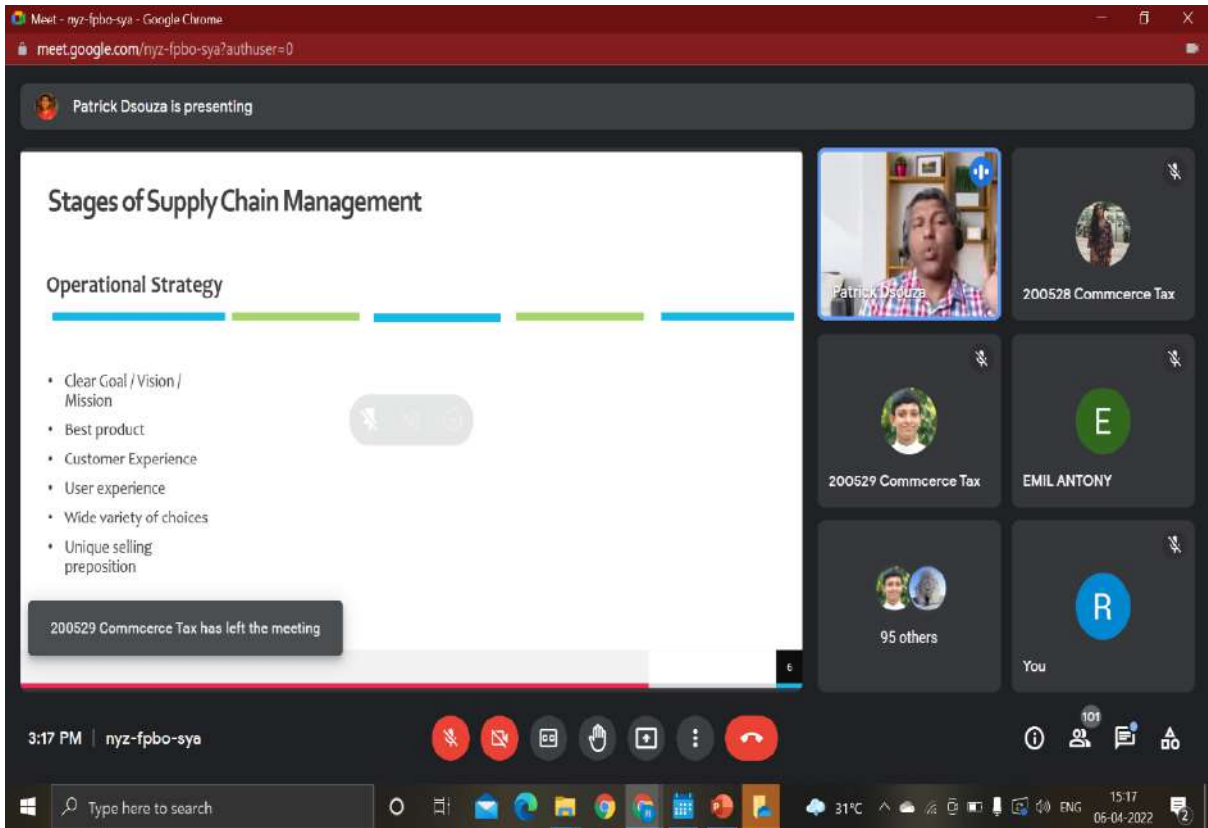 Meet - nyz-fpbo-sya - Google Chrome
meet.google.com/nyz-fpbo-sya?authuser=0
Patrick Dsouza is presenting
Stages of Supply Chain Management
Operational Strategy
• Clear Goal / Vision /
Mission
• Best product
• Customer Experience
• User experience
• Wide variety of choices
• Unique selling
preposition
200529 Commcerce Tax has left the meeting
6
Patrick Dsouza
200528 Commcerce Tax
200529 Commcerce Tax
E
EMIL ANTONY
95 others
R
You
3:17 PM | nyz-fpbo-sya
101
Type here to search
31°C
ENG
15:17
06-04-2022
2